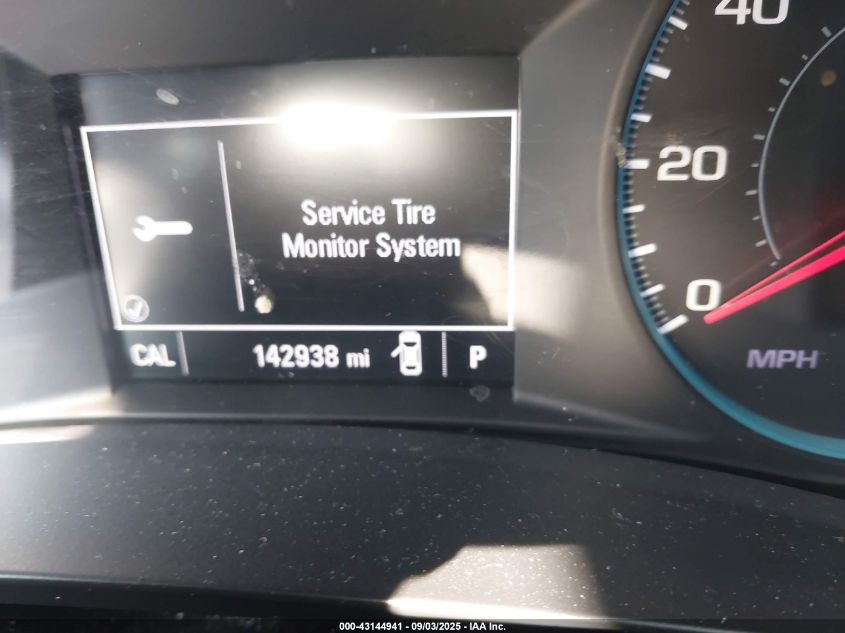 40
20
0
MPH
Service Tire
Monitor System
CAL 142938 mi P
000-43144941 - 09/03/2025 - IAA Inc.